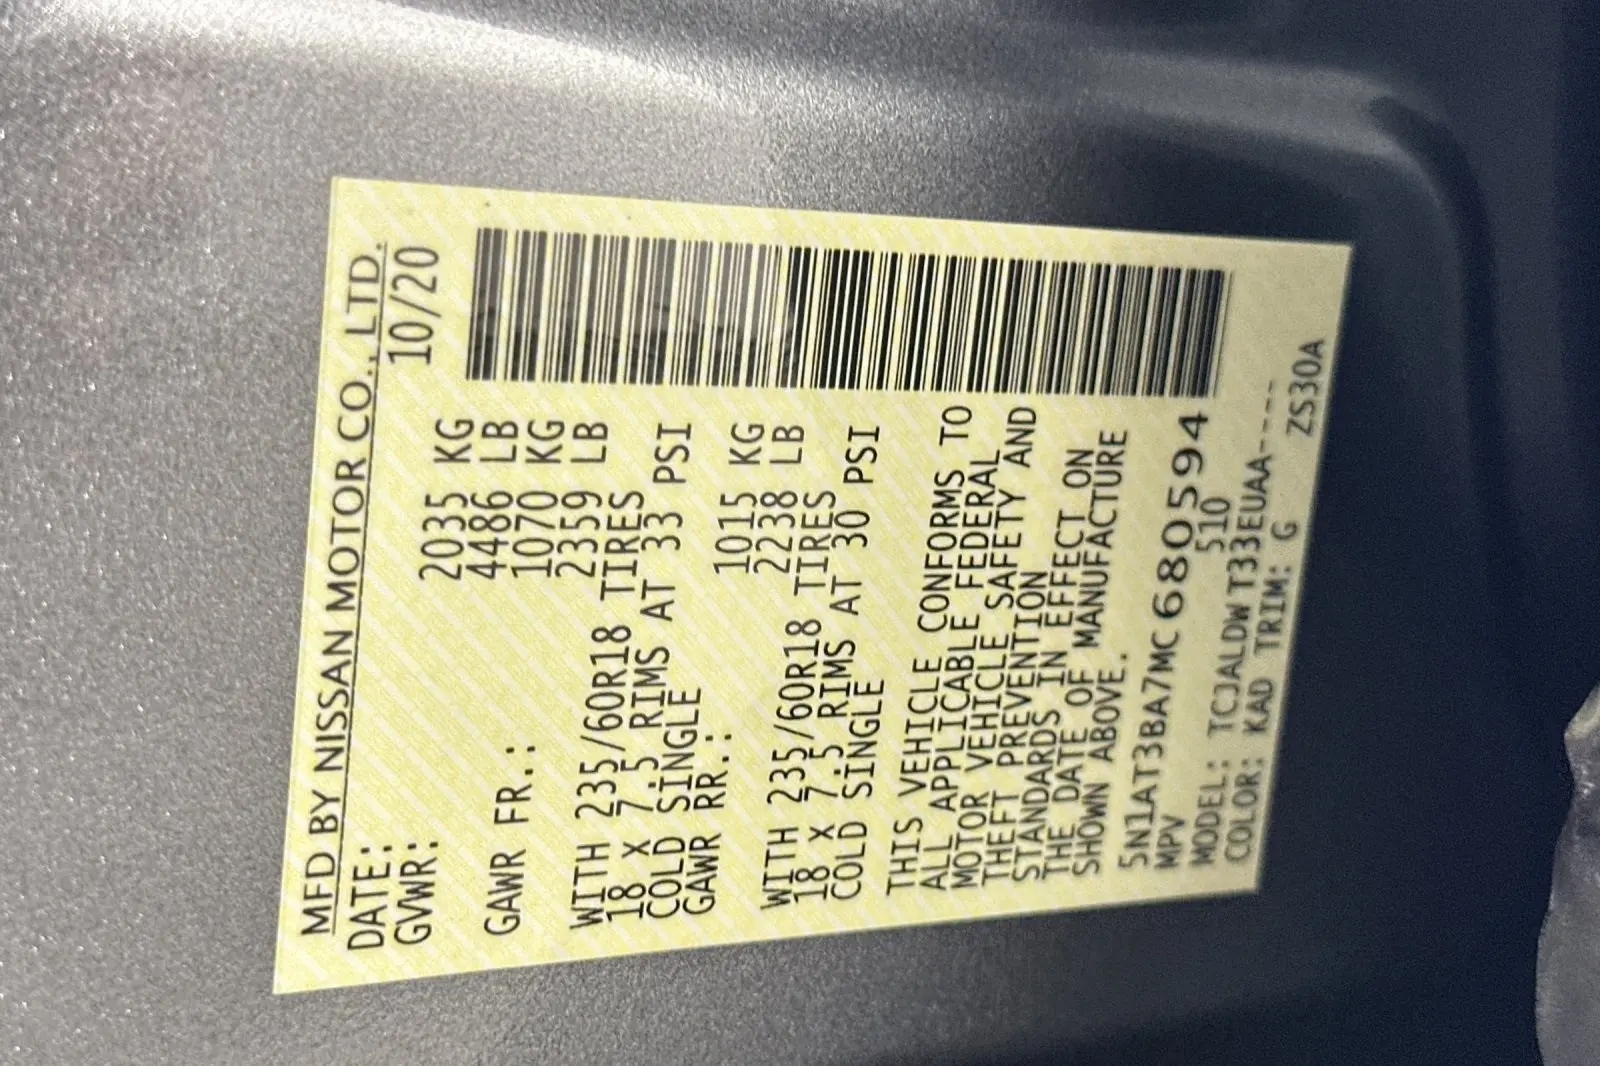 MFD BY NISSAN MOTOR CO., LTD.
DATE: 10/20
GVWR: 2035 KG
4486 LB
GAWR FR.: 1070 KG
2359 LB
WITH 235/60R18 TIRES
18 X 7.5 RIMS AT 33 PSI
COLD SINGLE
GAWR RR.: 1015 KG
2238 LB
WITH 235/60R18 TIRES
18 X 7.5 RIMS AT 30 PSI
COLD SINGLE
THIS VEHICLE CONFORMS TO
ALL APPLICABLE FEDERAL
MOTOR VEHICLE SAFETY AND
THEFT PREVENTION
STANDARDS IN EFFECT ON
THE DATE OF MANUFACTURE
SHOWN ABOVE.
5N1AT3BA7MC680594
MPV 510
MODEL: TCJALDWT33EUAA-----
COLOR: KAD TRIM: G ZS30A